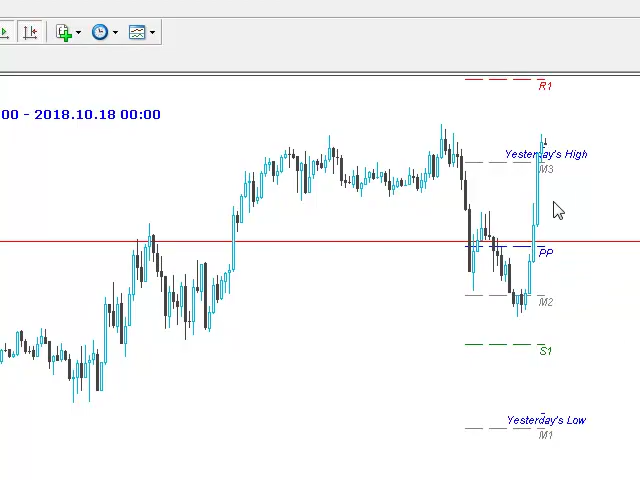 R1
00 - 2018.10.18 00:00
Yesterday's High
M3
PP
M2
S1
Yesterday's Low
M1